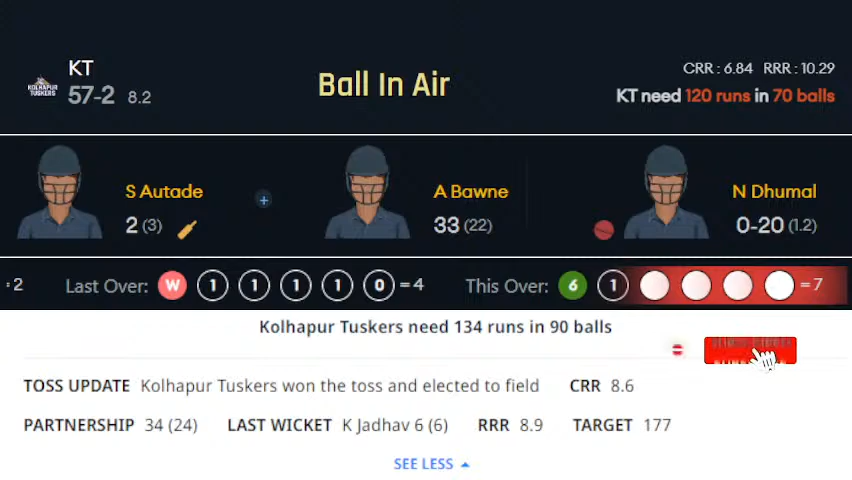 KT
57-2 8.2
KOLHAPUR
TUSKERS
Ball In Air
CRR : 6.84 RRR : 10.29
KT need 120 runs in 70 balls
S Autade
2 (3)
A Bawne
33 (22)
N Dhumal
0-20 (1.2)
: 2 Last Over: W 1 1 1 1 0 = 4 This Over: 6 1 = 7
Kolhapur Tuskers need 134 runs in 90 balls
TOSS UPDATE Kolhapur Tuskers won the toss and elected to field CRR 8.6
PARTNERSHIP 34 (24) LAST WICKET K Jadhav 6 (6) RRR 8.9 TARGET 177
SEE LESS